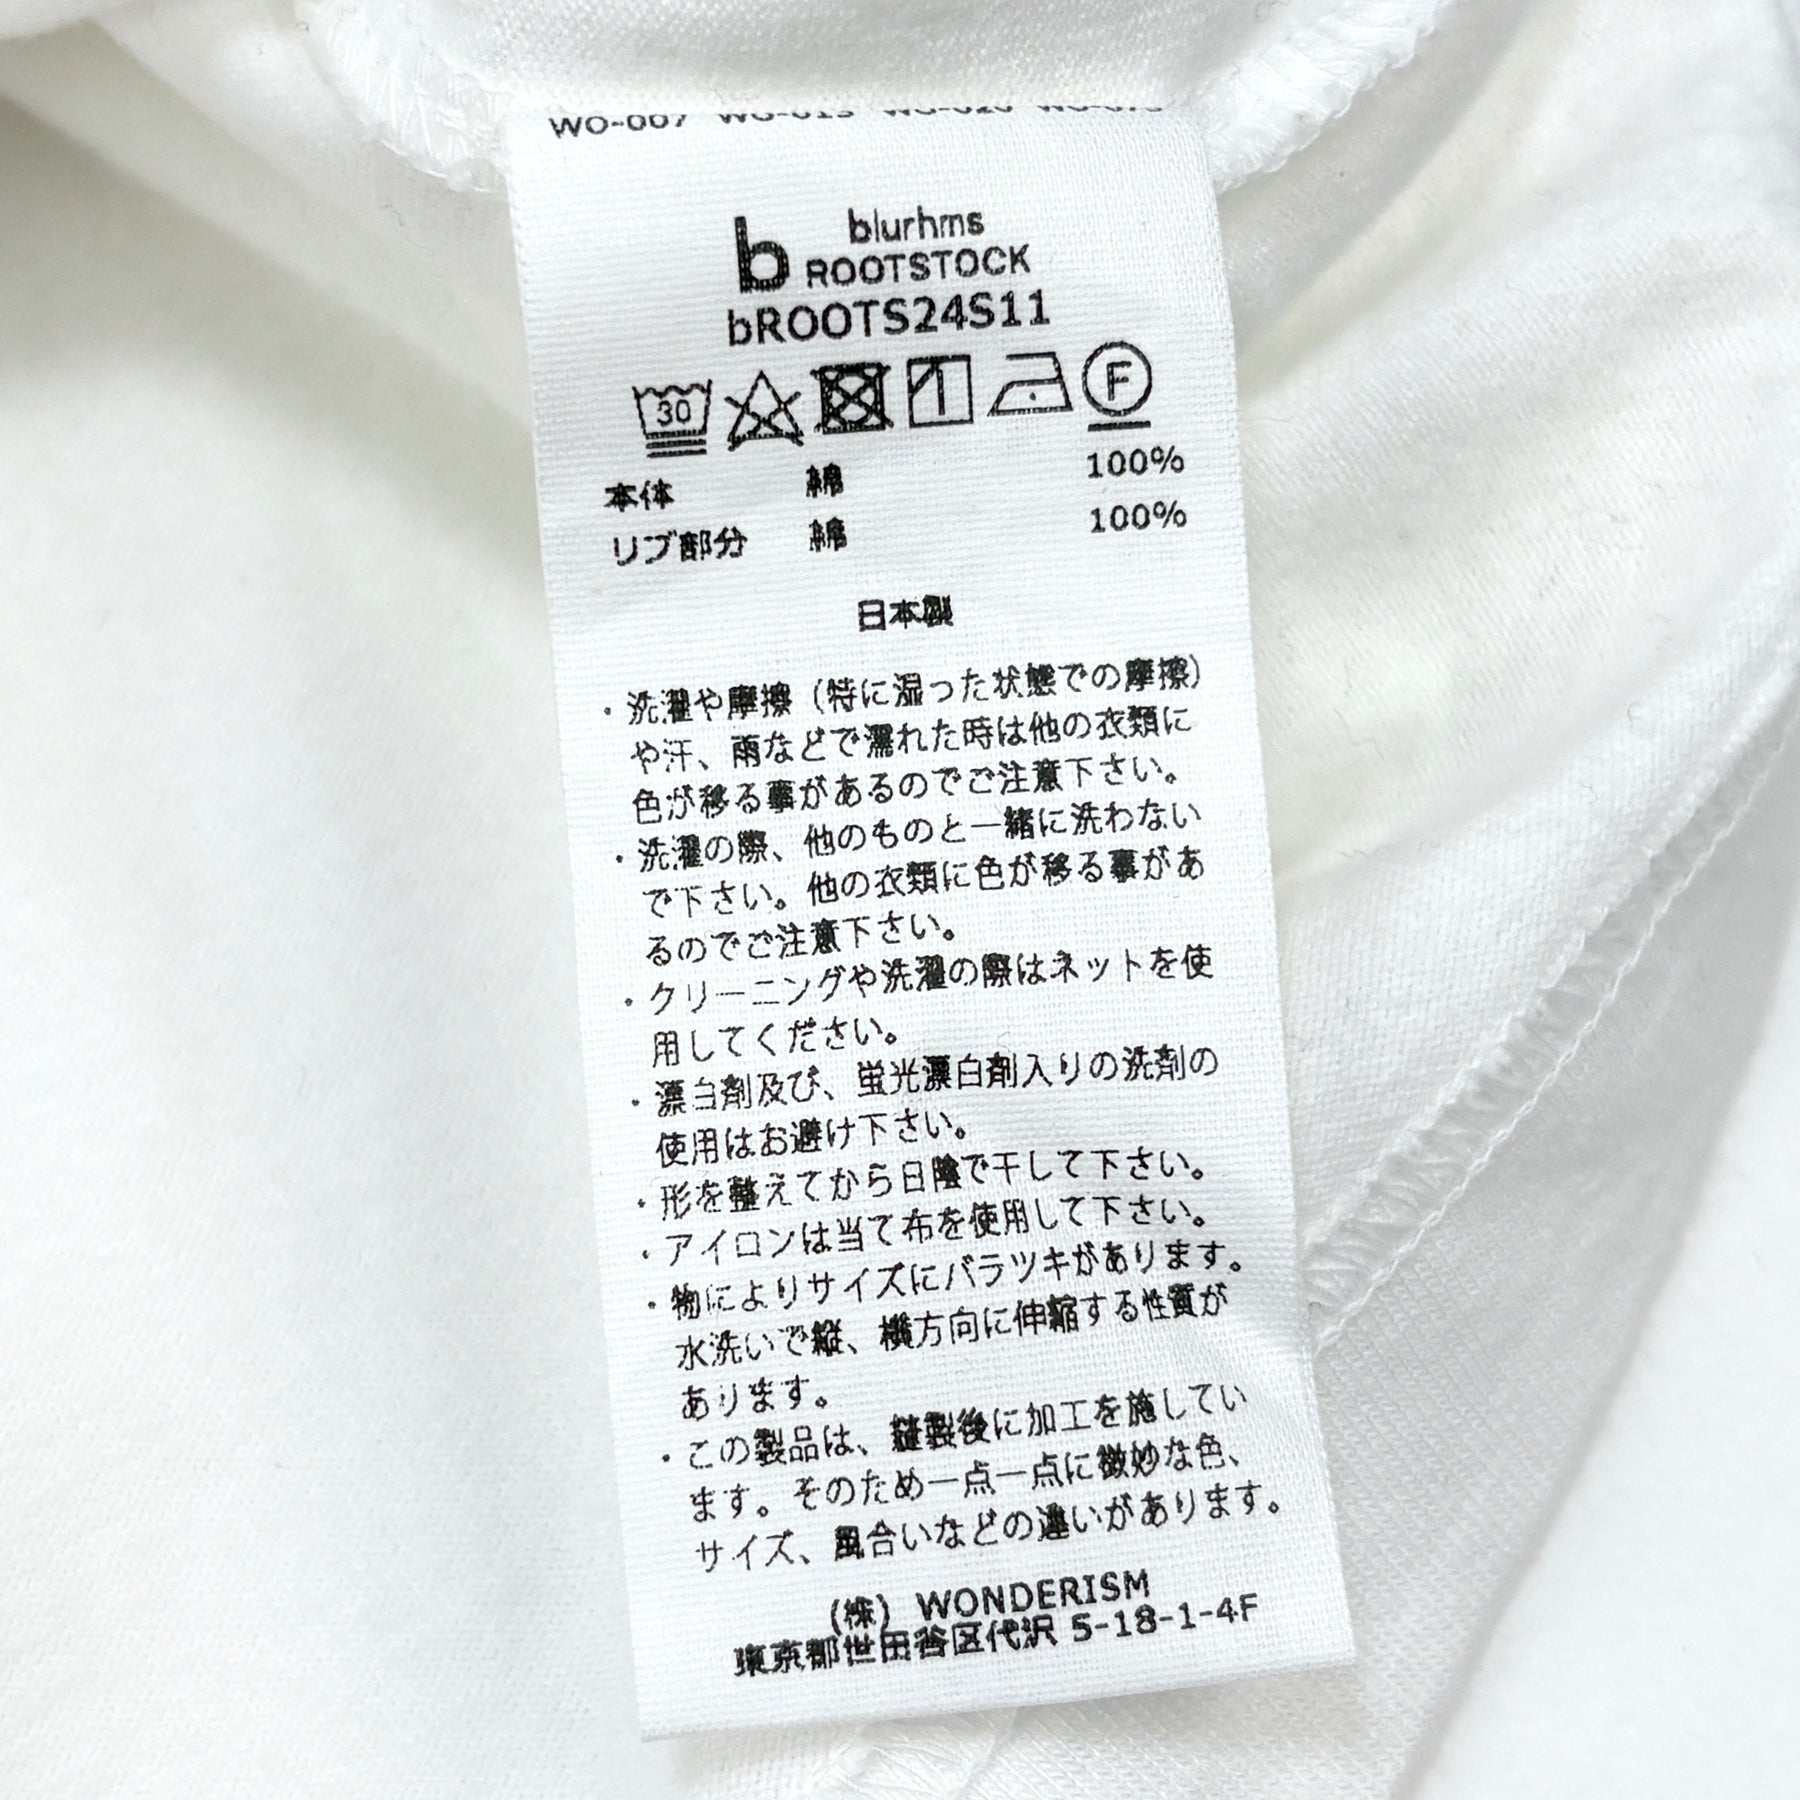 WO-007 WO-013 WO-020 WO-073
b blurhms
ROOTSTOCK
bROOTS24S11
30 F
本体 綿 100%
リブ部分 綿 100%
日本製
・洗濯や摩擦（特に湿った状態での摩擦）
や汗、雨などで濡れた時は他の衣類に
色が移る事があるのでご注意下さい。
・洗濯の際、他のものと一緒に洗わない
で下さい。他の衣類に色が移る事があ
るのでご注意下さい。
・クリーニングや洗濯の際はネットを使
用してください。
・漂白剤及び、蛍光漂白剤入りの洗剤の
使用はお避け下さい。
・形を整えてから日陰で干して下さい。
・アイロンは当て布を使用して下さい。
・物によりサイズにバラツキがあります。
水洗いで縦、横方向に伸縮する性質が
あります。
・この製品は、縫製後に加工を施してい
ます。そのため一点一点に微妙な色、
サイズ、風合いなどの違いがあります。
(株) WONDERISM
東京都世田谷区代沢 5-18-1-4F